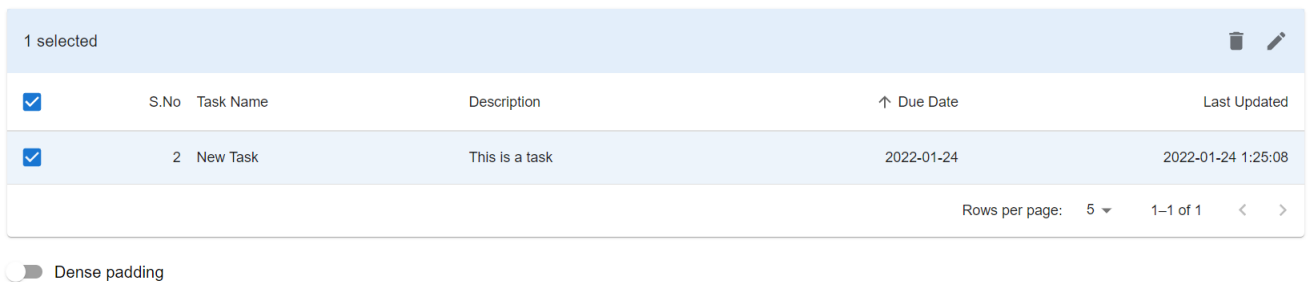 1 selected
S.No Task Name Description Due Date Last Updated
2 New Task This is a task 2022-01-24 2022-01-24 1:25:08
Rows per page: 5 1–1 of 1
Dense padding